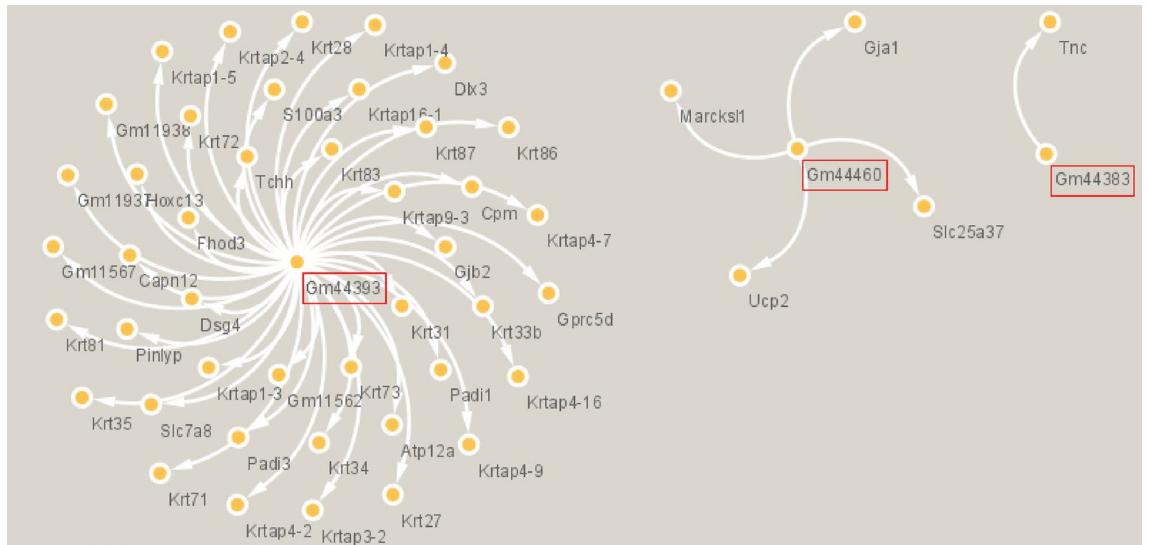 Gja1
Tnc
Krt28
Krtap1-4
Krtap2-4
Krtap1-5
Dlx3
S100a3
Krtap16-1
Marcksl1
Gm11938
Krt72
Krt87
Krt86
Tchh
Krt83
Gm44460
Gm44383
Gm11937
Hoxc13
Krtap9-3
Cpm
Krtap4-7
Slc25a37
Fhod3
Gm11567
Capn12
Gjb2
Gm44393
Ucp2
Gprc5d
Dsg4
Krt31
Krt33b
Krt81
Pinlyp
Krtap1-3
Gm11562
Krt73
Padi1
Krtap4-16
Krt35
Slc7a8
Atp12a
Padi3
Krt34
Krtap4-9
Krt71
Krt27
Krtap4-2
Krtap3-2